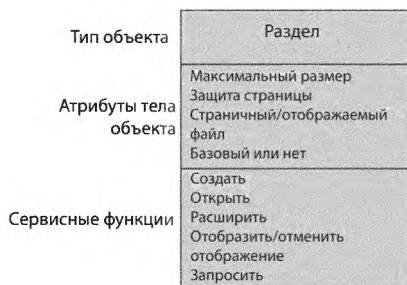 Тип объекта
Раздел
Атрибуты тела
объекта
Максимальный размер
Защита страницы
Страничный/отображаемый
файл
Базовый или нет
Сервисные функции
Создать
Открыть
Расширить
Отобразить/отменить
отображение
Запросить